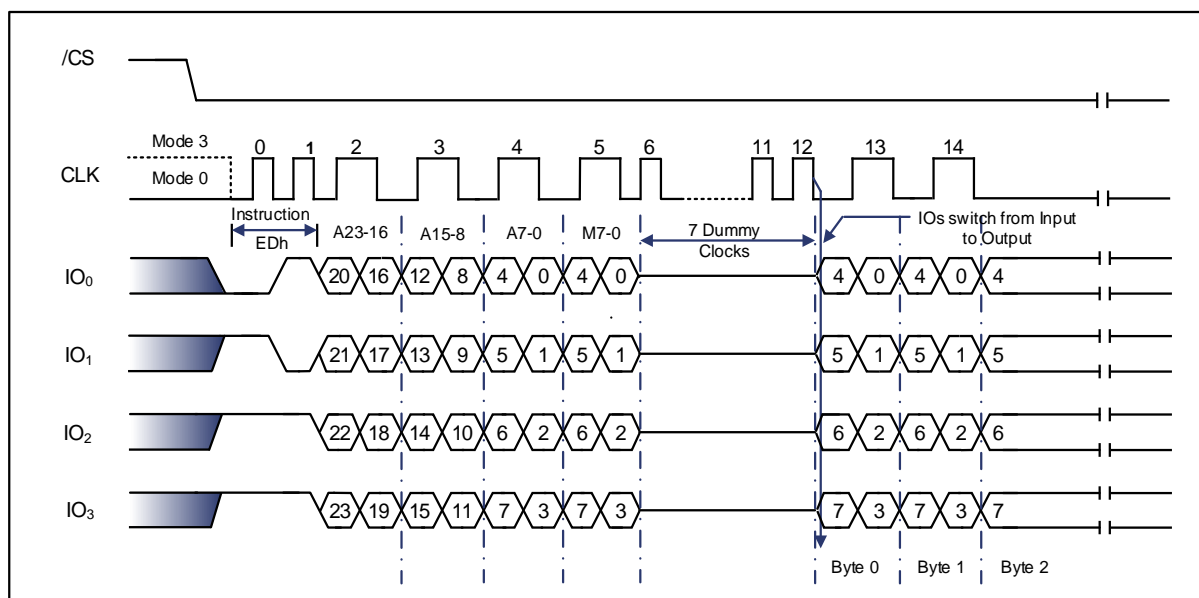 /CS
Mode 3
0 1 2 3 4 5 6 11 12 13 14
CLK
Mode 0
Instruction
EDh
A23-16 A15-8 A7-0 M7-0
7 Dummy
Clocks
IOs switch from Input
to Output
IO0 20 16 12 8 4 0 4 0 4 0 4 0 4
IO1 21 17 13 9 5 1 5 1 5 1 5 1 5
IO2 22 18 14 10 6 2 6 2 6 2 6 2 6
IO3 23 19 15 11 7 3 7 3 7 3 7 3 7
Byte 0 Byte 1 Byte 2